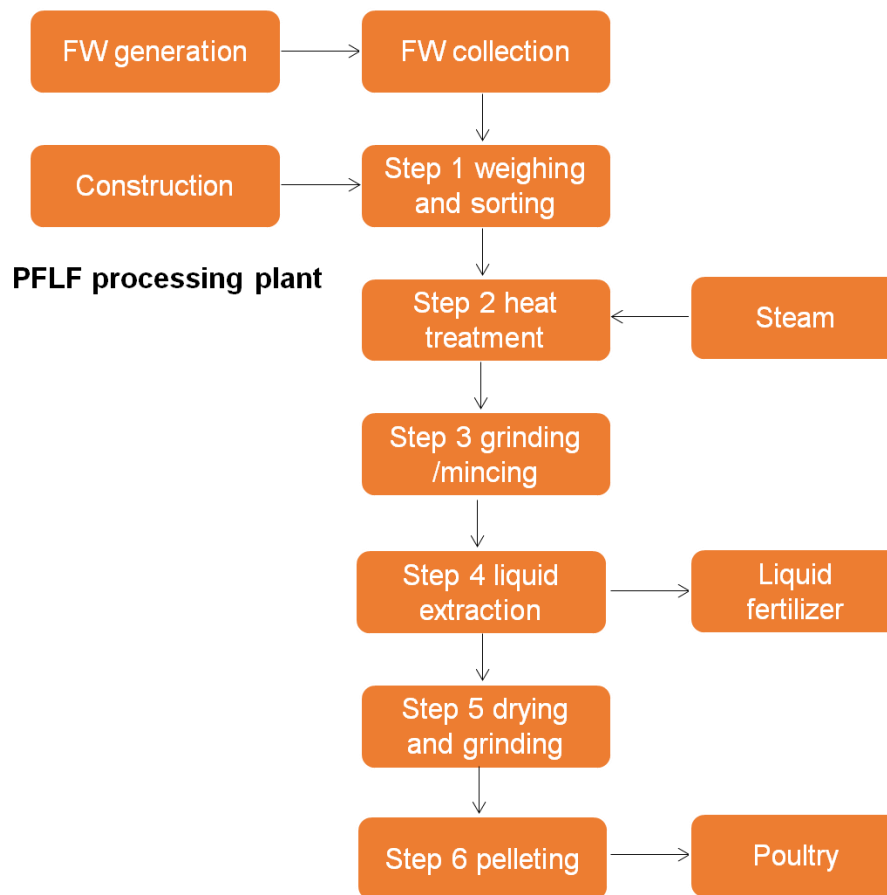 FW generation
FW collection
Construction
Step 1 weighing
and sorting
PFLF processing plant
Step 2 heat
treatment
Steam
Step 3 grinding
/mincing
Step 4 liquid
extraction
Liquid
fertilizer
Step 5 drying
and grinding
Step 6 pelleting
Poultry